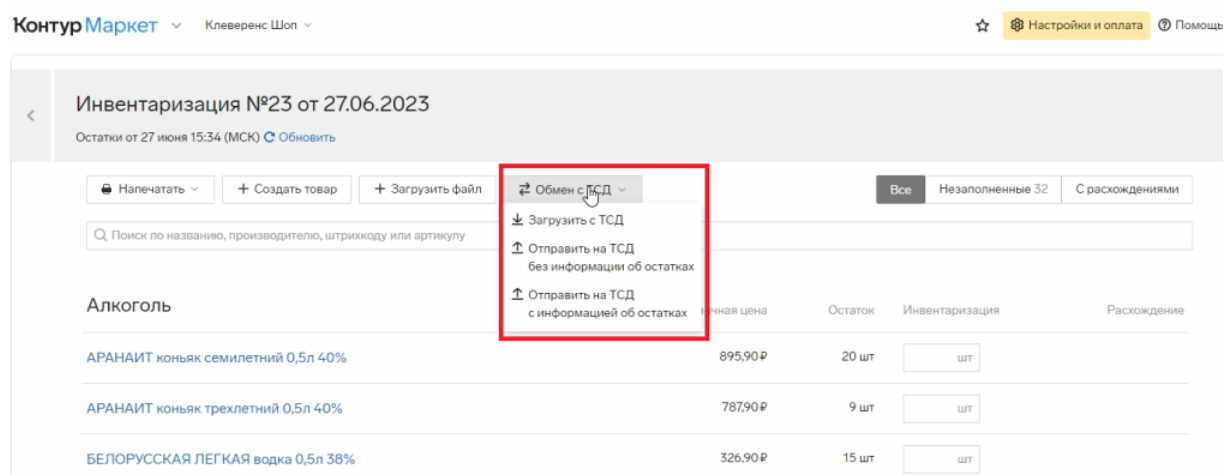 Контур Маркет Клеверенс Шоп Настройки и оплата Помощь
Инвентаризация №23 от 27.06.2023
Остатки от 27 июня 15:34 (МСК) Обновить
Напечатать + Создать товар + Загрузить файл Обмен с ТСД Все Незаполненные 32 С расхождениями
Загрузить с ТСД
Поиск по названию, производителю, штрихкоду или артикулу
Отправить на ТСД
без информации об остатках
Отправить на ТСД
с информацией об остатках
Алкоголь цена Остаток Инвентаризация Расхождение
АРАНАИТ коньяк семилетний 0,5л 40% 895,90 ₽ 20 шт шт
АРАНАИТ коньяк трехлетний 0,5л 40% 787,90 ₽ 9 шт шт
БЕЛОРУССКАЯ ЛЕГКАЯ водка 0,5л 38% 326,90 ₽ 15 шт шт